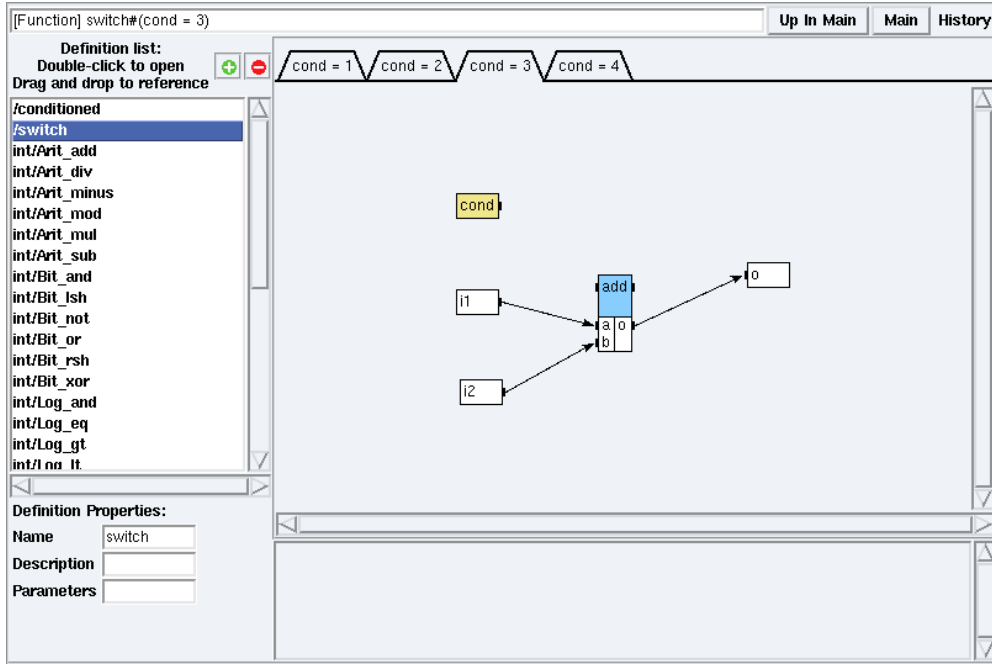 [Function] switch#(cond = 3)
Up In Main
Main
History
Definition list:
Double-click to open
Drag and drop to reference
cond = 1
cond = 2
cond = 3
cond = 4
/conditioned
/switch
int/Arit_add
int/Arit_div
int/Arit_minus
int/Arit_mod
int/Arit_mul
int/Arit_sub
int/Bit_and
int/Bit_lsh
int/Bit_not
int/Bit_or
int/Bit_rsh
int/Bit_xor
int/Log_and
int/Log_eq
int/Log_gt
int/Log_lt
cond
add
o
i1
a o
b
i2
Definition Properties:
Name switch
Description
Parameters